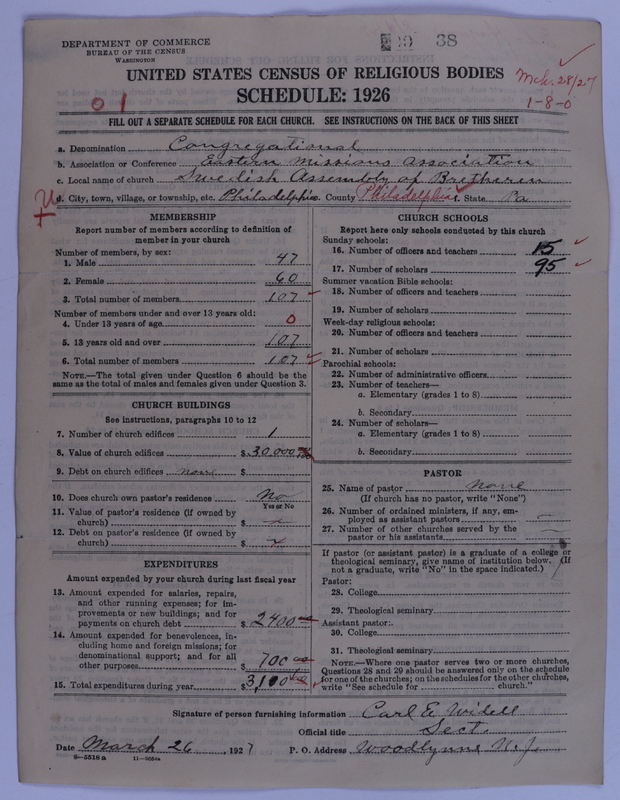 DEPARTMENT OF COMMERCE
BUREAU OF THE CENSUS
WASHINGTON
38
UNITED STATES CENSUS OF RELIGIOUS BODIES
SCHEDULE: 1926
Mch. 28/27
1-8-0
01
FILL OUT A SEPARATE SCHEDULE FOR EACH CHURCH. SEE INSTRUCTIONS ON THE BACK OF THIS SHEET
a. Denomination Congregational
b. Association or Conference Eastern Missions Association
c. Local name of church Swedish Assembly of Bretheren
d. City, town, village, or township, etc. Philadelphia. County Philadelphia. State Pa
MEMBERSHIP
Report number of members according to definition of
member in your church
Number of members, by sex:
1. Male 47
2. Female 60
3. Total number of members 107
Number of members under and over 13 years old:
4. Under 13 years of age 0
5. 13 years old and over 107
6. Total number of members 107
NOTE.—The total given under Question 6 should be the
same as the total of males and females given under Question 3.
CHURCH BUILDINGS
See instructions, paragraphs 10 to 12
7. Number of church edifices 1
8. Value of church edifices $30,000
9. Debt on church edifices none $
10. Does church own pastor's residence No
Yes or No
11. Value of pastor's residence (if owned by
church) $
12. Debt on pastor's residence (if owned by
church) $
EXPENDITURES
Amount expended by your church during last fiscal year
13. Amount expended for salaries, repairs,
and other running expenses; for im-
provements or new buildings; and for
payments on church debt $2400 00
14. Amount expended for benevolences, in-
cluding home and foreign missions; for
denominational support; and for all
other purposes $700 00
15. Total expenditures during year $3,100 00
CHURCH SCHOOLS
Report here only schools conducted by this church
Sunday schools:
16. Number of officers and teachers 15
17. Number of scholars 95
Summer vacation Bible schools:
18. Number of officers and teachers
19. Number of scholars
Week-day religious schools:
20. Number of officers and teachers
21. Number of scholars
Parochial schools:
22. Number of administrative officers
23. Number of teachers—
a. Elementary (grades 1 to 8)
b. Secondary
24. Number of scholars—
a. Elementary (grades 1 to 8)
b. Secondary
PASTOR
25. Name of pastor None
(If church has no pastor, write "None")
26. Number of ordained ministers, if any, em-
ployed as assistant pastors —
27. Number of other churches served by the
pastor or his assistants —
If pastor (or assistant pastor) is a graduate of a college or
theological seminary, give name of institution below. (If
not a graduate, write "No" in the space indicated.)
Pastor:
28. College
29. Theological seminary
Assistant pastor:
30. College
31. Theological seminary
NOTE.—Where one pastor serves two or more churches,
Questions 28 and 29 should be answered only on the schedule
for one of the churches; on the schedules for the other churches,
write "See schedule for church."
Signature of person furnishing information Carl E Widell
Official title Sect.
Date March 26, 1927 P. O. Address Woodlynne N. J.
8—5518a 11—9654a